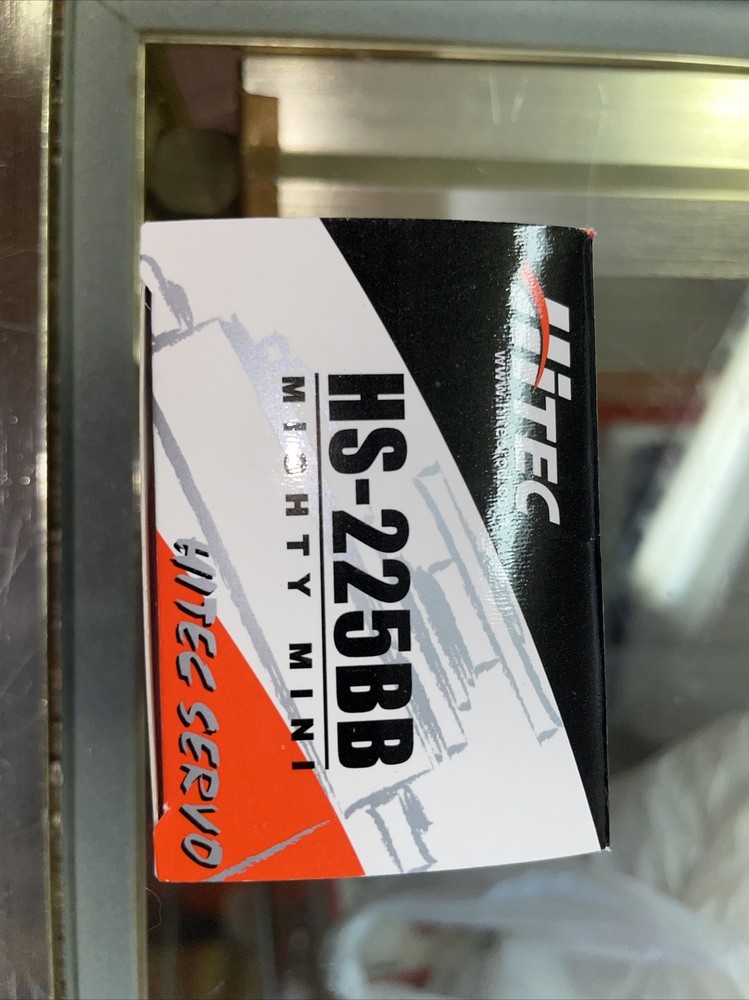 HiTEC
HS-225BB
MIGHTY MINI
HITEC SERVO